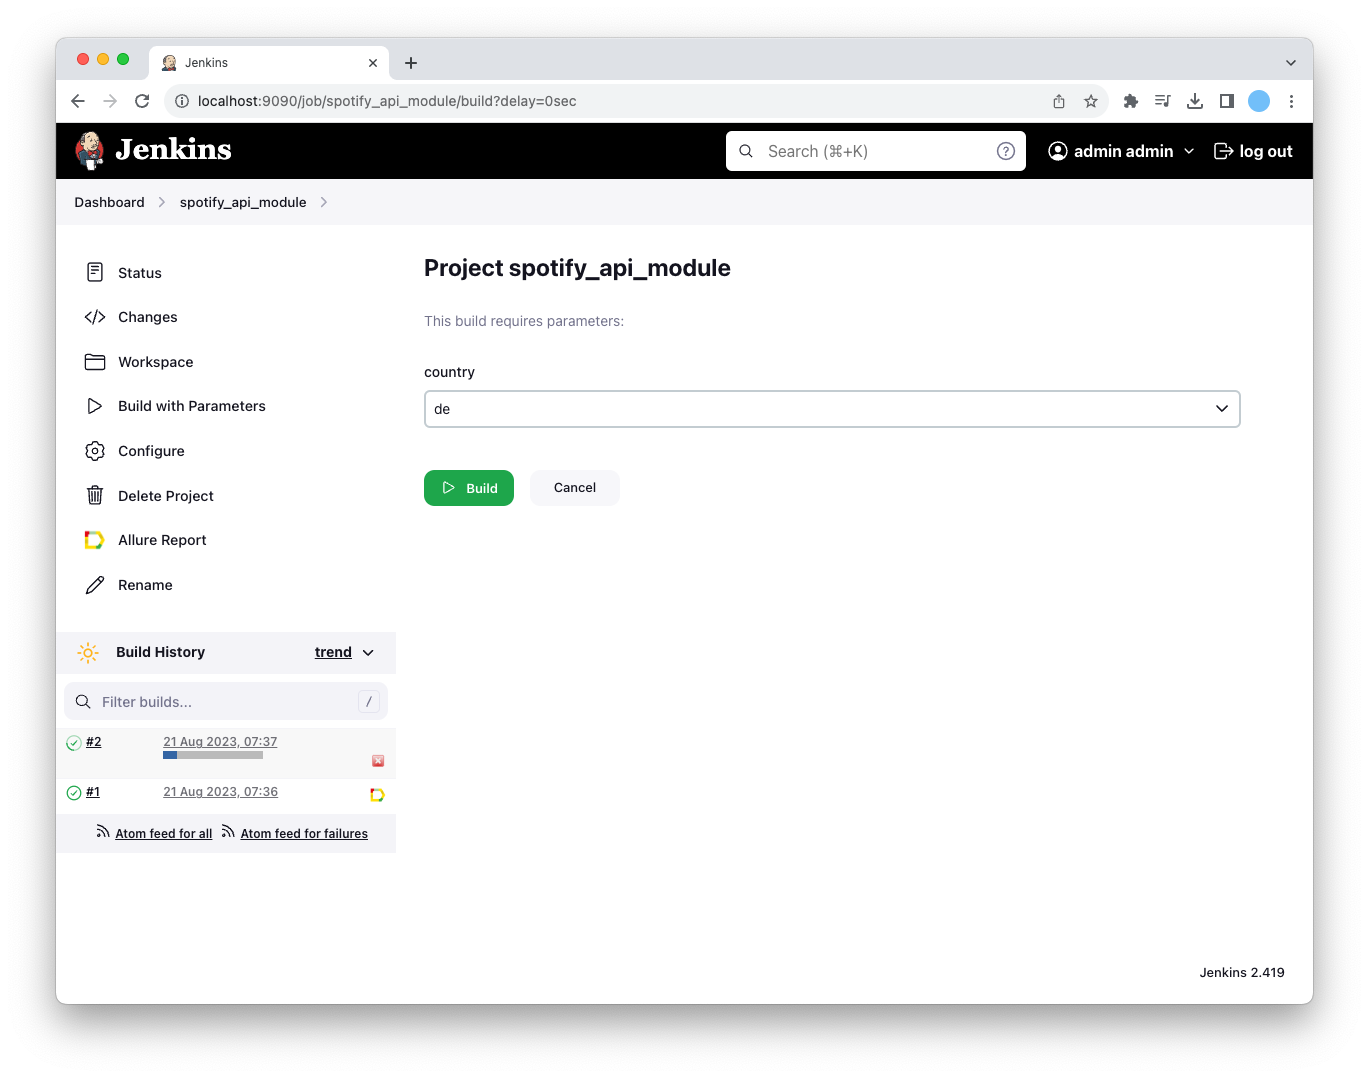 Jenkins
localhost:9090/job/spotify_api_module/build?delay=0sec
Jenkins
Search (⌘+K)
?
admin admin
log out
Dashboard
spotify_api_module
Status
Changes
Workspace
Build with Parameters
Configure
Delete Project
Allure Report
Rename
Project spotify_api_module
This build requires parameters:
country
de
Build
Cancel
Build History
trend
Filter builds...
/
#2
21 Aug 2023, 07:37
#1
21 Aug 2023, 07:36
Atom feed for all
Atom feed for failures
Jenkins 2.419